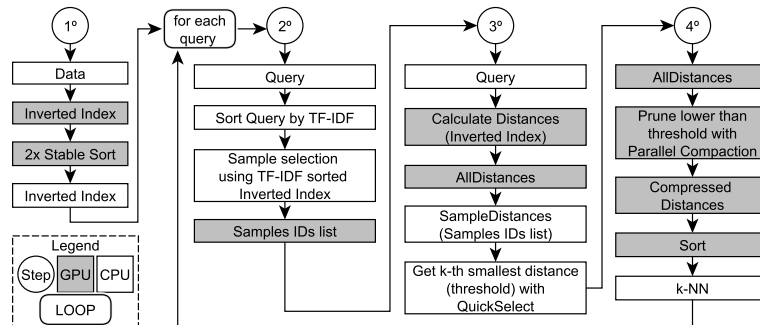 1º
Data
Inverted Index
2x Stable Sort
Inverted Index
for each
query
2º
Query
Sort Query by TF-IDF
Sample selection
using TF-IDF sorted
Inverted Index
Samples IDs list
3º
Query
Calculate Distances
(Inverted Index)
AllDistances
SampleDistances
(Samples IDs list)
Get k-th smallest distance
(threshold) with
QuickSelect
4º
AllDistances
Prune lower than
threshold with
Parallel Compaction
Compressed
Distances
Sort
k-NN
Legend
Step
GPU
CPU
LOOP